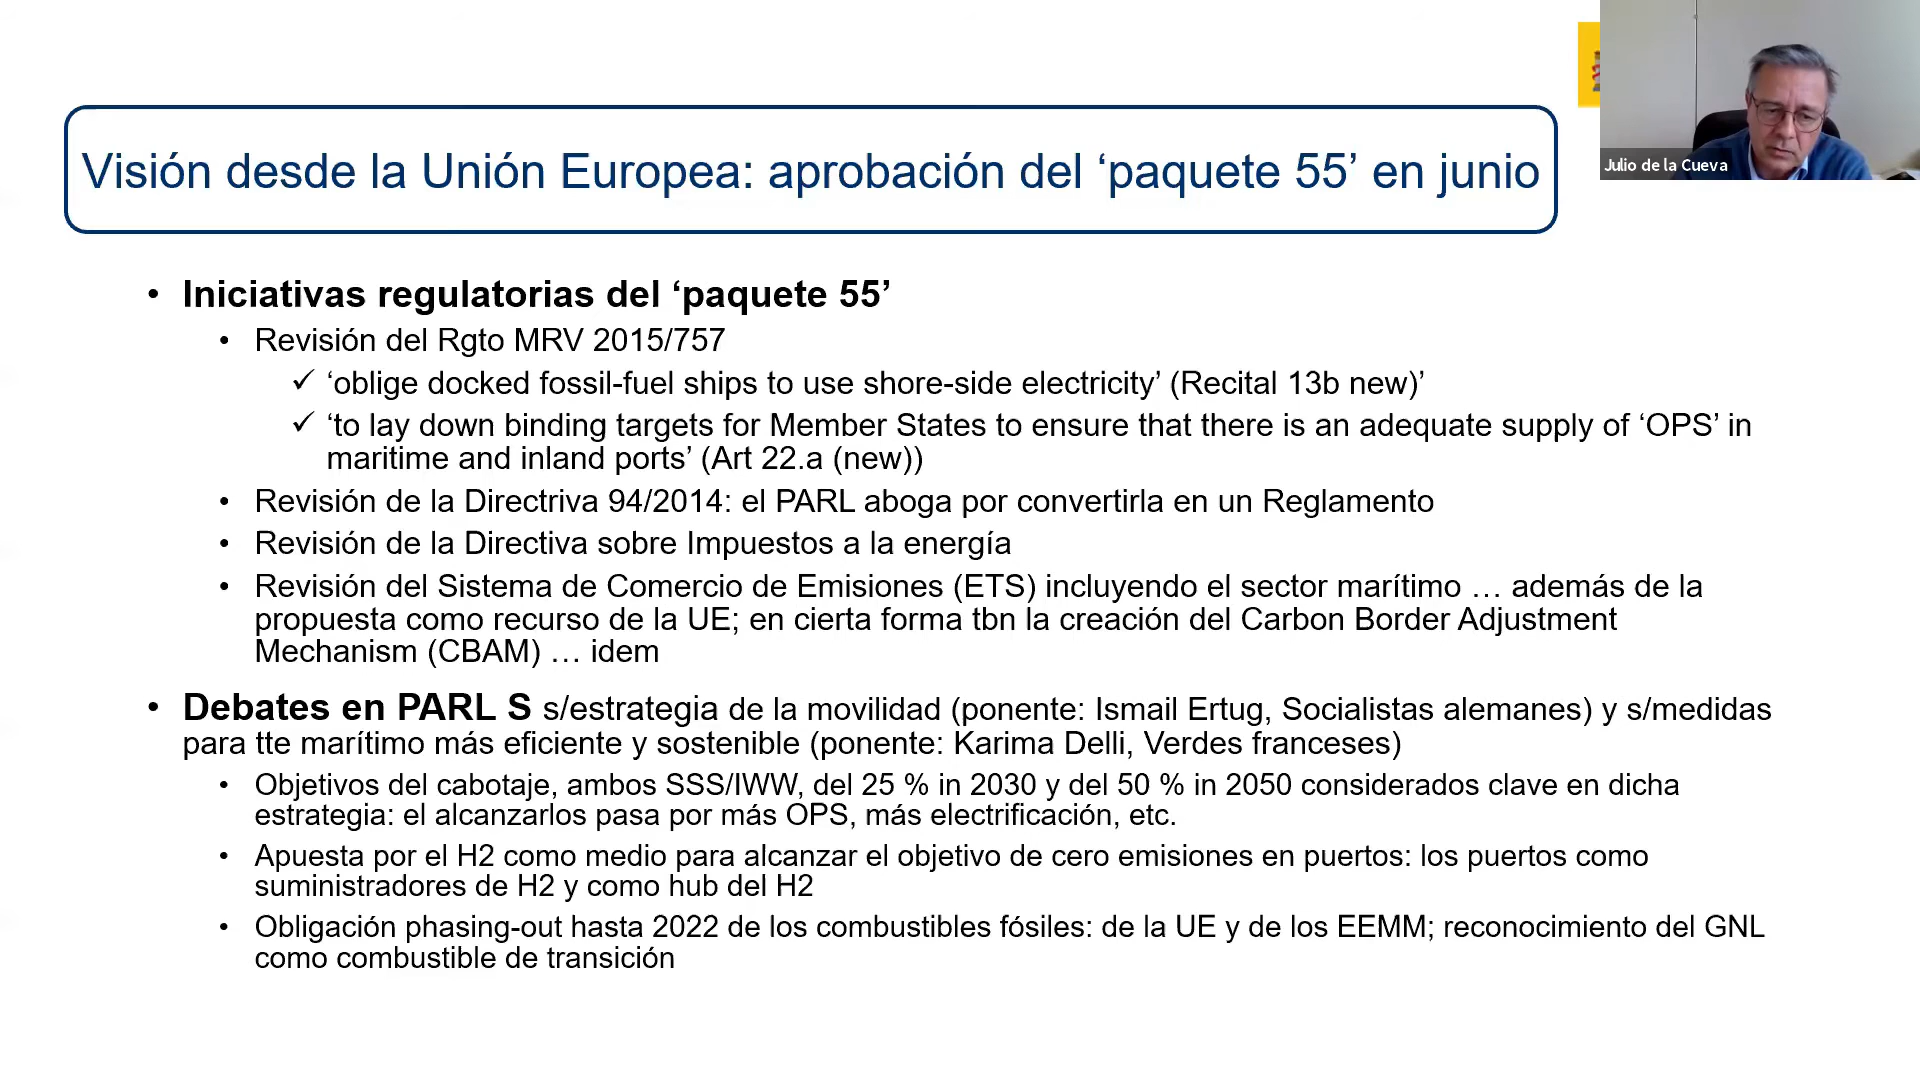 Visión desde la Unión Europea: aprobación del ‘paquete 55’ en junio
Julio de la Cueva
• Iniciativas regulatorias del ‘paquete 55’
• Revisión del Rgto MRV 2015/757
✓ ‘oblige docked fossil-fuel ships to use shore-side electricity’ (Recital 13b new)’
✓ ‘to lay down binding targets for Member States to ensure that there is an adequate supply of ‘OPS’ in
maritime and inland ports’ (Art 22.a (new))
• Revisión de la Directriva 94/2014: el PARL aboga por convertirla en un Reglamento
• Revisión de la Directiva sobre Impuestos a la energía
• Revisión del Sistema de Comercio de Emisiones (ETS) incluyendo el sector marítimo … además de la
propuesta como recurso de la UE; en cierta forma tbn la creación del Carbon Border Adjustment
Mechanism (CBAM) … idem
• Debates en PARL S s/estrategia de la movilidad (ponente: Ismail Ertug, Socialistas alemanes) y s/medidas
para tte marítimo más eficiente y sostenible (ponente: Karima Delli, Verdes franceses)
• Objetivos del cabotaje, ambos SSS/IWW, del 25 % in 2030 y del 50 % in 2050 considerados clave en dicha
estrategia: el alcanzarlos pasa por más OPS, más electrificación, etc.
• Apuesta por el H2 como medio para alcanzar el objetivo de cero emisiones en puertos: los puertos como
suministradores de H2 y como hub del H2
• Obligación phasing-out hasta 2022 de los combustibles fósiles: de la UE y de los EEMM; reconocimiento del GNL
como combustible de transición